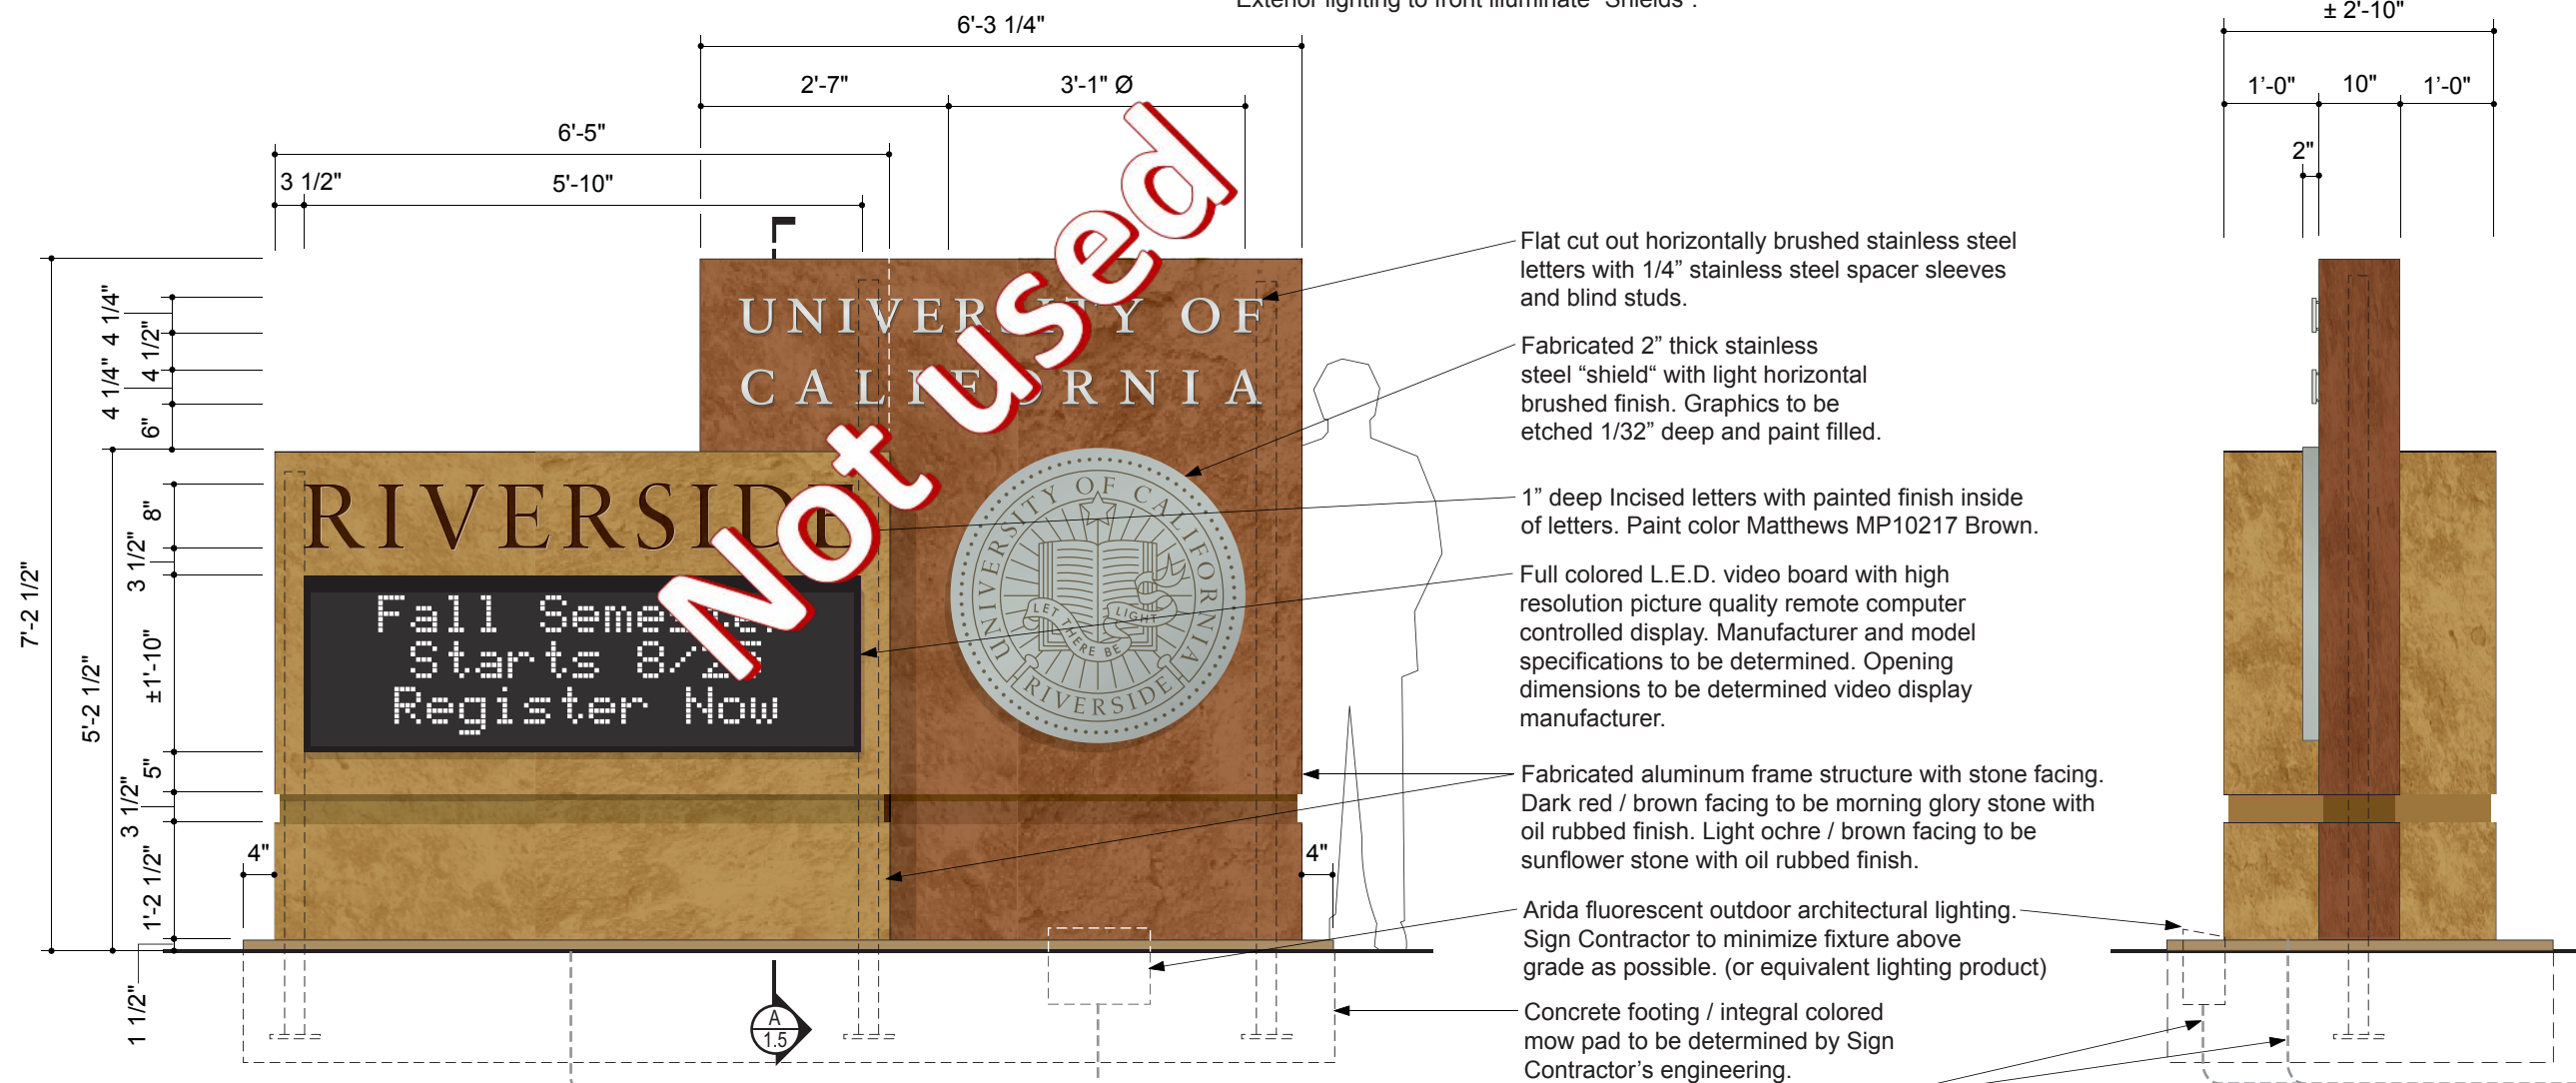 Exterior lighting to front illuminate "Shields".
6'-3 1/4"
± 2'-10"
2'-7"
3'-1" Ø
1'-0"
10"
1'-0"
6'-5"
2"
3 1/2"
5'-10"
Flat cut out horizontally brushed stainless steel
letters with 1/4” stainless steel spacer sleeves
and blind studs.
Fabricated 2” thick stainless
steel “shield“ with light horizontal
brushed finish. Graphics to be
etched 1/32” deep and paint filled.
1” deep Incised letters with painted finish inside
of letters. Paint color Matthews MP10217 Brown.
Full colored L.E.D. video board with high
resolution picture quality remote computer
controlled display. Manufacturer and model
specifications to be determined. Opening
dimensions to be determined video display
manufacturer.
Fabricated aluminum frame structure with stone facing.
Dark red / brown facing to be morning glory stone with
oil rubbed finish. Light ochre / brown facing to be
sunflower stone with oil rubbed finish.
Arida fluorescent outdoor architectural lighting.
Sign Contractor to minimize fixture above
grade as possible. (or equivalent lighting product)
Concrete footing / integral colored
mow pad to be determined by Sign
Contractor’s engineering.
UNIVERSITY OF
CALIFORNIA
RIVERSIDE
Fall Semester
Starts 8/25
Register Now
Not used
UNIVERSITY OF CALIFORNIA
LET THERE BE LIGHT
RIVERSIDE
7'-2 1/2"
5'-2 1/2"
4 1/4"
4 1/2"
4 1/4"
6"
8"
3 1/2"
±1'-10"
5"
3 1/2"
1'-2 1/2"
1 1/2"
4"
4"
A
1.5